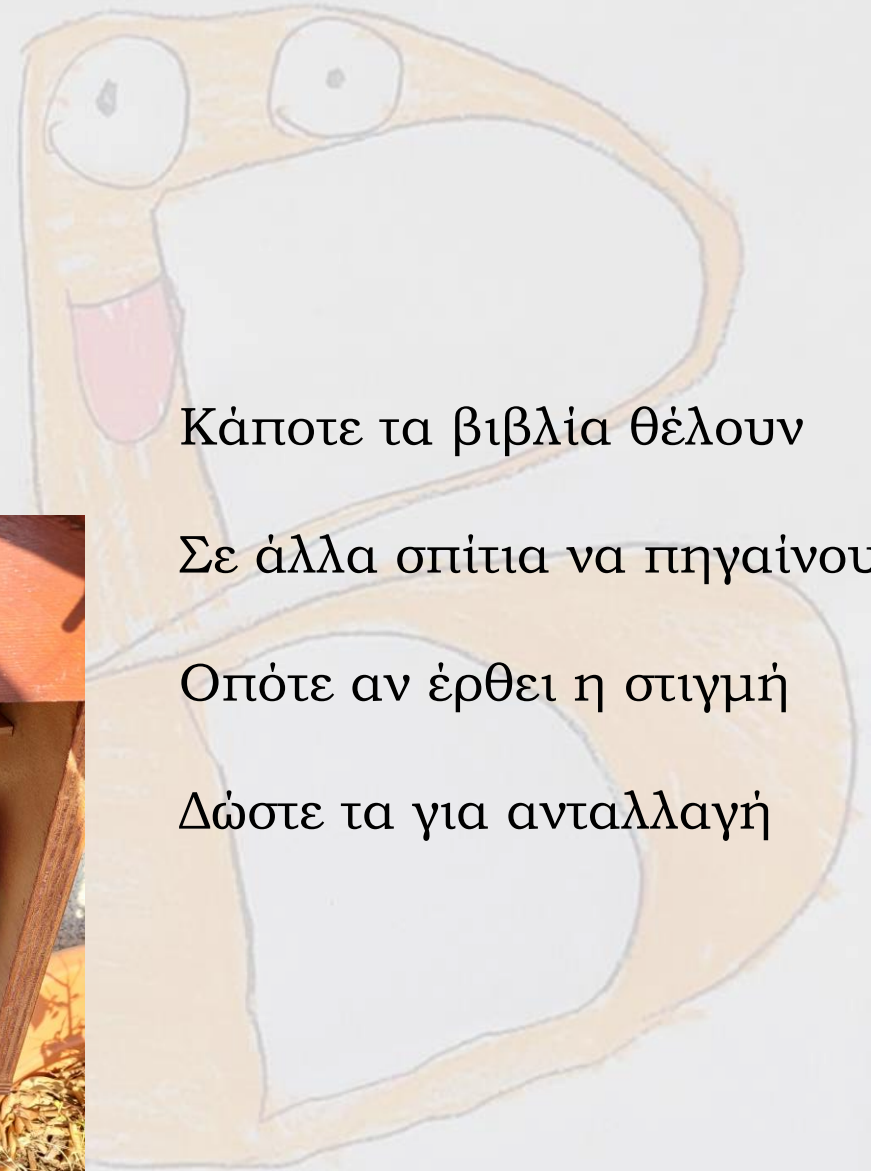 Κάποτε τα βιβλία θέλουν
Σε άλλα σπίτια να πηγαίνου
Οπότε αν έρθει η στιγμή
Δώστε τα για ανταλλαγή